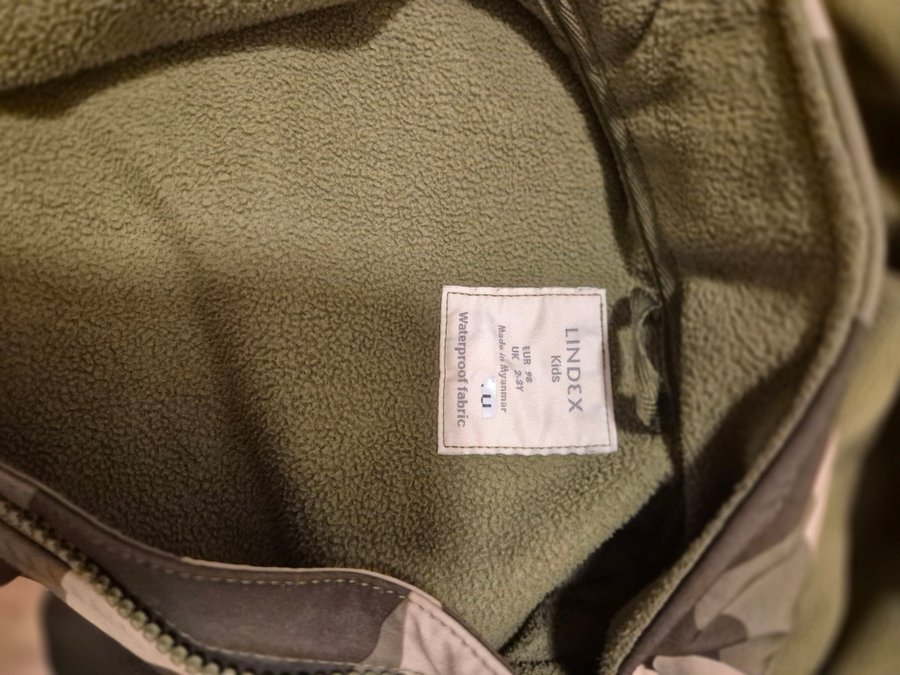 LINDEX
Kids
EUR 98
UK 2-3Y
Made in Myanmar
Waterproof fabric